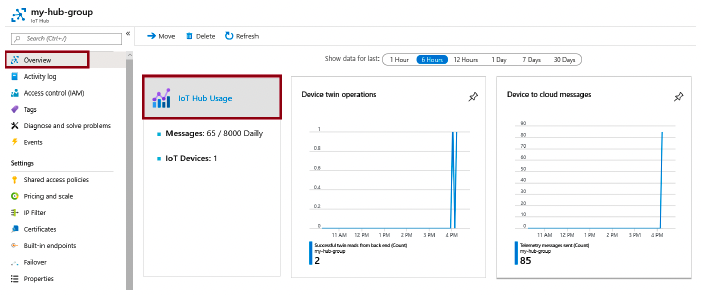 my-hub-group
IoT Hub
Search (Ctrl+/)
«
Overview
Activity log
Access control (IAM)
Tags
Diagnose and solve problems
Events
Settings
Shared access policies
Pricing and scale
IP Filter
Certificates
Built-in endpoints
Failover
Properties
Move
Delete
Refresh
Show data for last:
1 Hour
6 Hours
12 Hours
1 Day
7 Days
30 Days
IoT Hub Usage
Messages: 65 / 8000 Dailly
IoT Devices: 1
Device twin operations
1
0.8
0.6
0.4
0.2
0
11 AM 12 PM 1 PM 2 PM 3 PM 4 PM
Successful twin reads from back end (Count)
my-hub-group
2
Device to cloud messages
90
80
70
60
50
40
30
20
10
0
11 AM 12 PM 1 PM 2 PM 3 PM 4 PM
Telemetry messages sent (Count)
my-hub-group
85